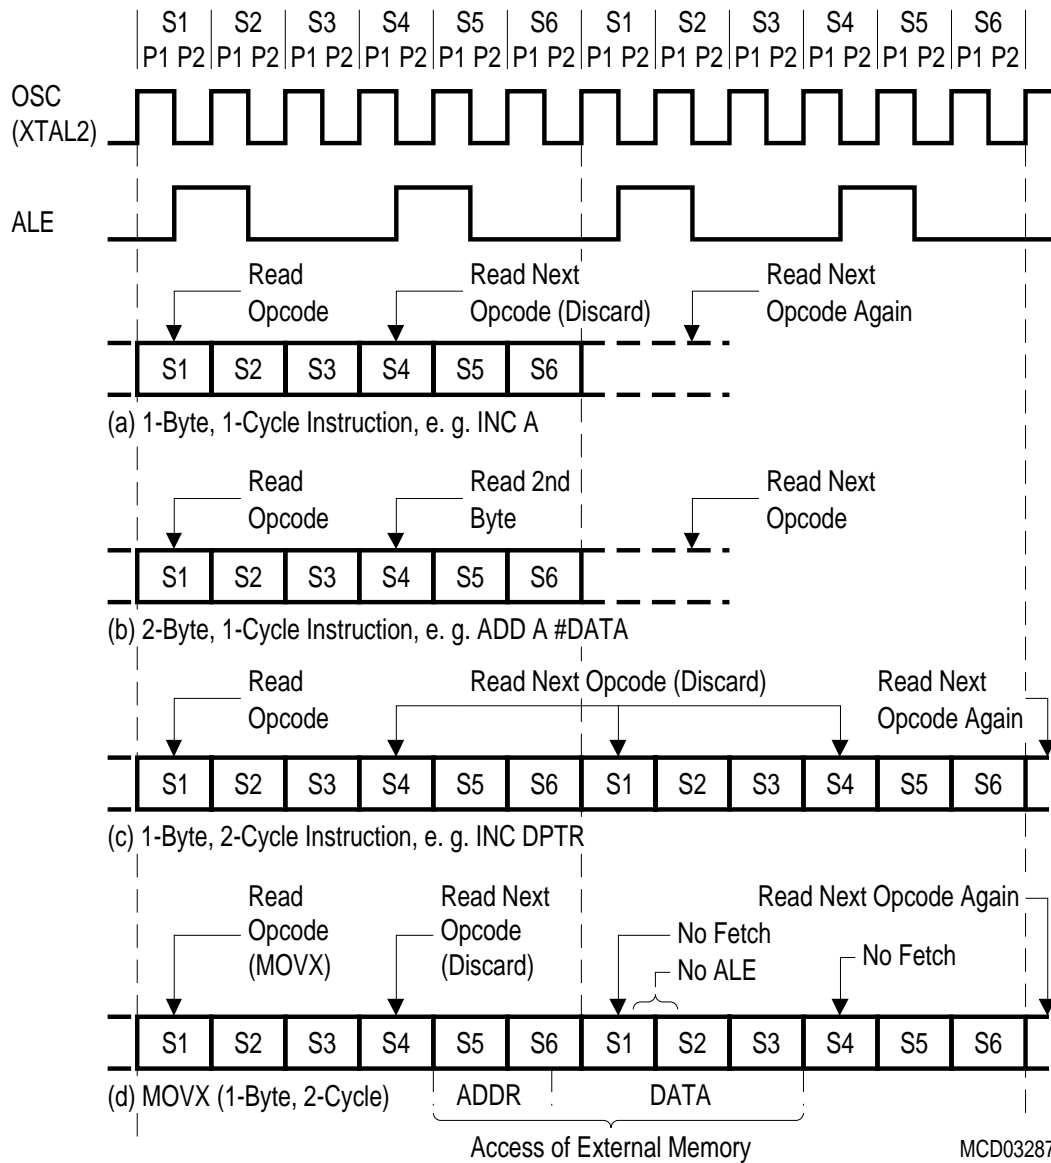 S1 S2 S3 S4 S5 S6 S1 S2 S3 S4 S5 S6
P1 P2 P1 P2 P1 P2 P1 P2 P1 P2 P1 P2 P1 P2 P1 P2 P1 P2 P1 P2 P1 P2 P1 P2
OSC
(XTAL2)
ALE
Read
Opcode
Read Next
Opcode (Discard)
Read Next
Opcode Again
S1 S2 S3 S4 S5 S6
(a) 1-Byte, 1-Cycle Instruction, e. g. INC A
Read
Opcode
Read 2nd
Byte
Read Next
Opcode
S1 S2 S3 S4 S5 S6
(b) 2-Byte, 1-Cycle Instruction, e. g. ADD A #DATA
Read
Opcode
Read Next Opcode (Discard)
Read Next
Opcode Again
S1 S2 S3 S4 S5 S6 S1 S2 S3 S4 S5 S6
(c) 1-Byte, 2-Cycle Instruction, e. g. INC DPTR
Read
Opcode
(MOVX)
Read Next
Opcode
(Discard)
No Fetch
No ALE
Read Next Opcode Again
No Fetch
S1 S2 S3 S4 S5 S6 S1 S2 S3 S4 S5 S6
(d) MOVX (1-Byte, 2-Cycle)
ADDR
DATA
Access of External Memory
MCD03287